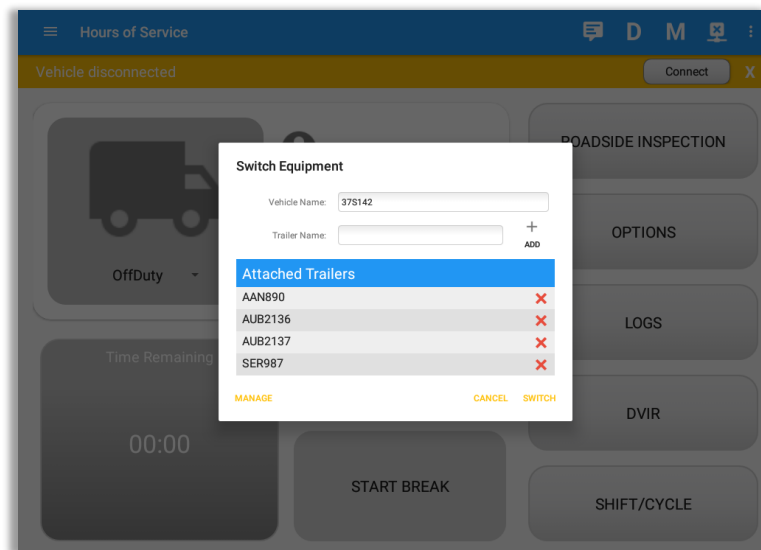 Hours of Service
D M
Vehicle disconnected
Connect
X
ROADSIDE INSPECTION
Switch Equipment
Vehicle Name:
37S142
Trailer Name:
ADD
OPTIONS
OffDuty
Attached Trailers
AAN890
AUB2136
AUB2137
SER987
LOGS
Time Remaining
MANAGE
CANCEL
SWITCH
DVIR
00:00
START BREAK
SHIFT/CYCLE